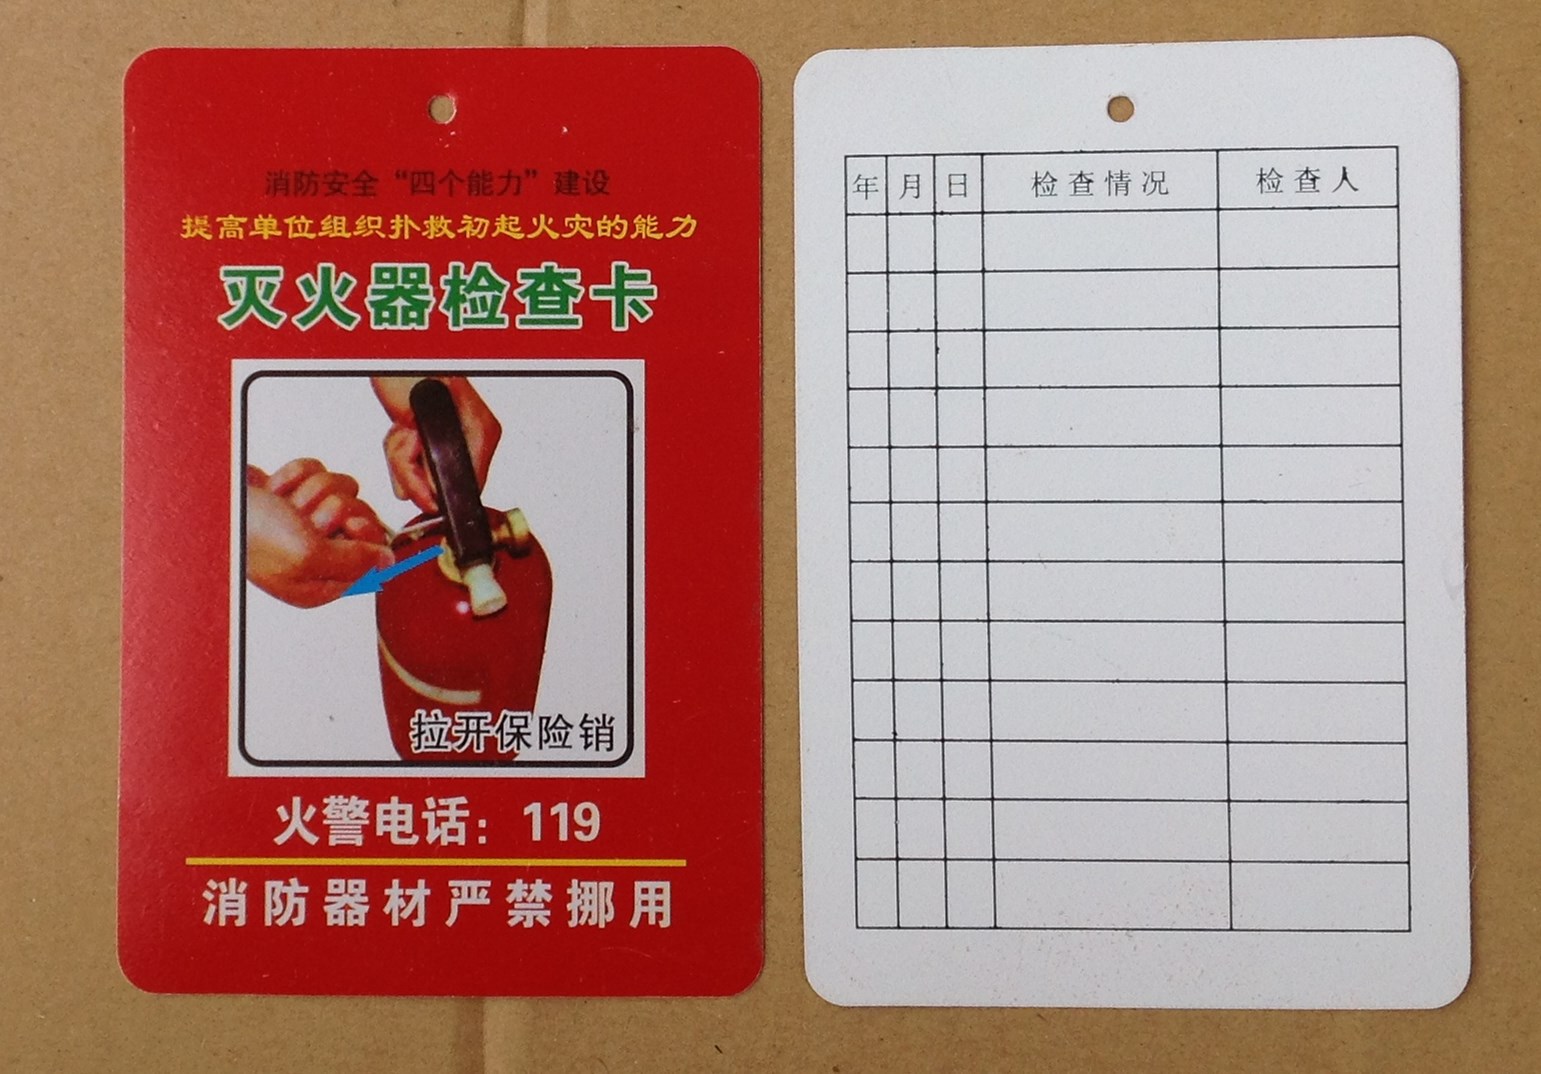 消防安全“四个能力”建设
提高单位组织扑救初起火灾的能力
灭火器检查卡
拉开保险销
火警电话：119
消防器材严禁挪用
年 月 日 检查情况 检查人